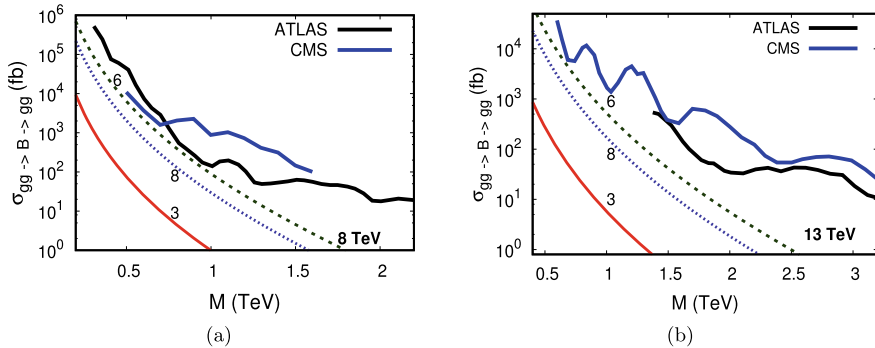 10^6
10^5
10^4
10^3
10^2
10^1
10^0
σ_gg -> B -> gg (fb)
ATLAS
CMS
6
8
3
8 TeV
0.5 1 1.5 2
M (TeV)
(a)
10^4
10^3
10^2
10^1
10^0
σ_gg -> B -> gg (fb)
ATLAS
CMS
6
8
3
13 TeV
0.5 1 1.5 2 2.5 3
M (TeV)
(b)